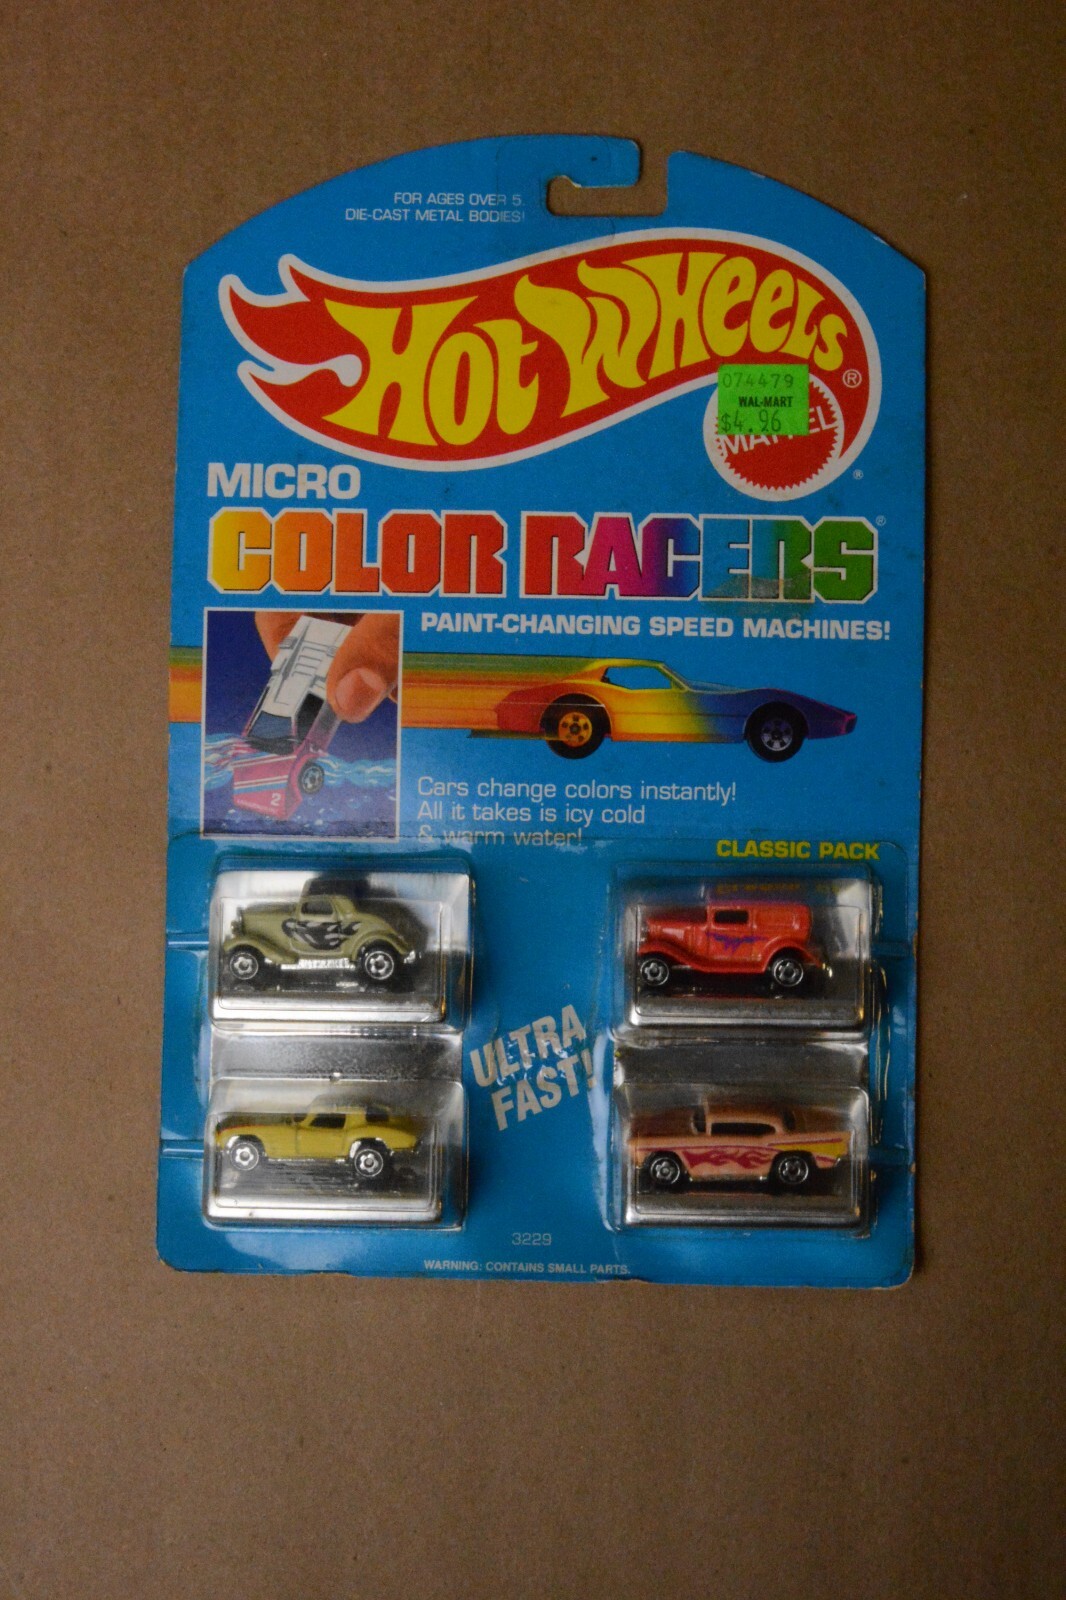 FOR AGES OVER 5.
DIE-CAST METAL BODIES!
HOT WHEELS®
074479
WAL-MART
$4.96
MATTEL
®
MICRO
COLOR RACERS®
PAINT-CHANGING SPEED MACHINES!
2
Cars change colors instantly!
All it takes is icy cold
& warm water!
CLASSIC PACK
ULTRA
FAST!
3229
WARNING: CONTAINS SMALL PARTS.